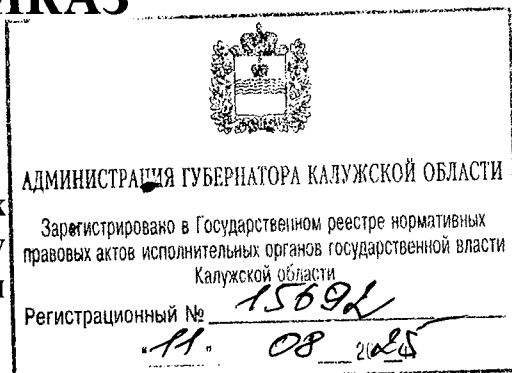 КАЗ
АДМИНИСТРАЦИЯ ГУБЕРНАТОРА КАЛУЖСКОЙ ОБЛАСТИ
х
Зарегистрировано в Государственном реестре нормативных
у
правовых актов исполнительных органов государственной власти
Калужской области
Регистрационный №
"11" 08 2025